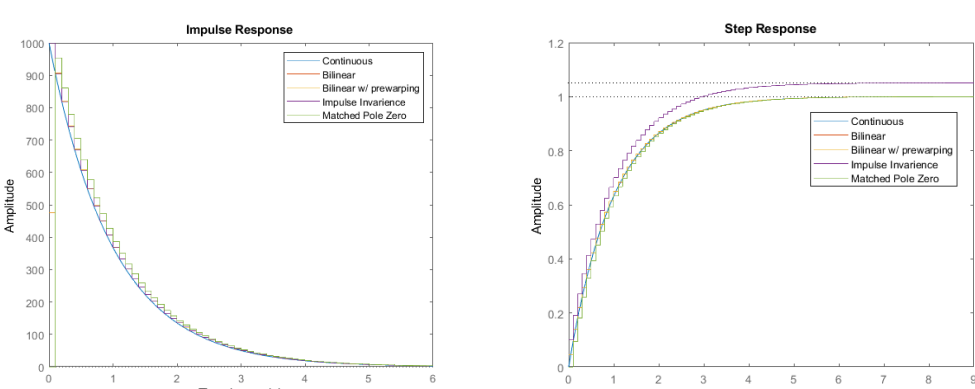 Impulse Response
1000
900
800
700
600
500
400
300
200
100
0
Amplitude
0 1 2 3 4 5 6
Continuous
Bilinear
Bilinear w/ prewarping
Impulse Invarience
Matched Pole Zero
Step Response
1.2
1
0.8
0.6
0.4
0.2
0
Amplitude
0 1 2 3 4 5 6 7 8 9
Continuous
Bilinear
Bilinear w/ prewarping
Impulse Invarience
Matched Pole Zero